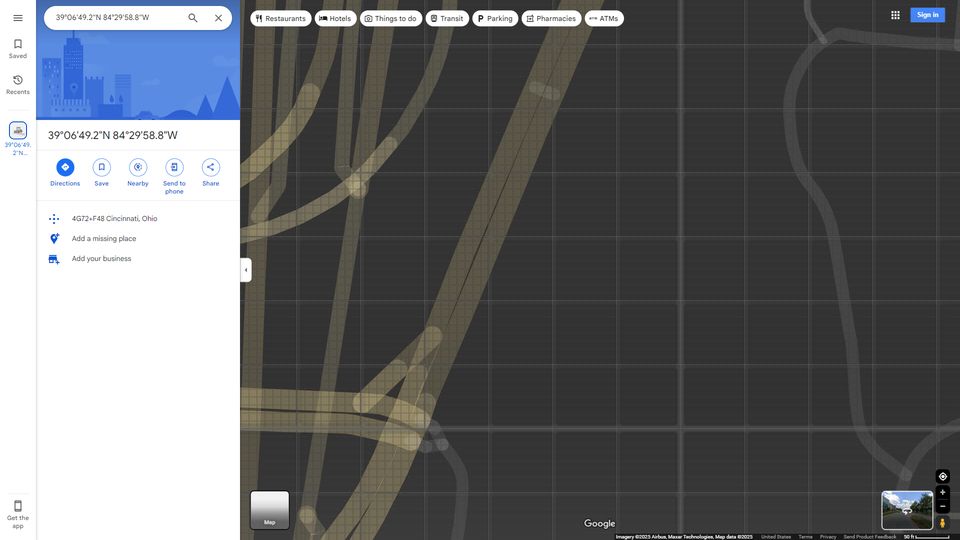 39°06'49.2"N 84°29'58.8"W
Restaurants
Hotels
Things to do
Transit
Parking
Pharmacies
ATMs
Sign in
Saved
Recents
39°06'49.
2"N...
39°06'49.2"N 84°29'58.8"W
Directions
Save
Nearby
Send to
phone
Share
4G72+F48 Cincinnati, Ohio
Add a missing place
Add your business
Get the
app
Map
Google
Imagery ©2025 Airbus, Maxar Technologies, Map data ©2025
United States
Terms
Privacy
Send Product Feedback
50 ft